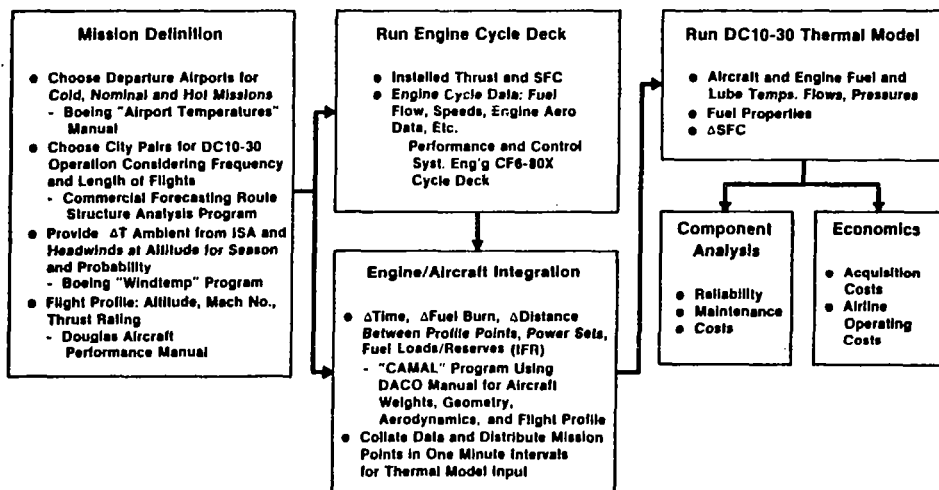 Mission Definition
● Choose Departure Airports for
Cold, Nominal and Hot Missions
- Boeing "Airport Temperatures"
Manual
● Choose City Pairs for DC10-30
Operation Considering Frequency
and Length of Flights
- Commercial Forecasting Route
Structure Analysis Program
● Provide ΔT Ambient from ISA and
Headwinds at Altitude for Season
and Probability
- Boeing "Windtemp" Program
● Flight Profile: Altitude, Mach No.,
Thrust Rating
- Douglas Aircraft
Performance Manual
Run Engine Cycle Deck
● Installed Thrust and SFC
● Engine Cycle Data: Fuel
Flow, Speeds, Engine Aero
Data, Etc.
Performance and Control
Syst. Eng'g CF6-80X
Cycle Deck
Engine/Aircraft Integration
● ΔTime, ΔFuel Burn, ΔDistance
Between Profile Points, Power Sets,
Fuel Loads/Reserves (IFR)
- "CAMAL" Program Using
DACO Manual for Aircraft
Weights, Geometry,
Aerodynamics, and Flight Profile
● Collate Data and Distribute Mission
Points in One Minute Intervals
for Thermal Model Input
Run DC10-30 Thermal Model
● Aircraft and Engine Fuel and
Lube Temps. Flows, Pressures
● Fuel Properties
● ΔSFC
Component
Analysis
● Reliability
● Maintenance
● Costs
Economics
● Acquisition
Costs
● Airline
Operating
Costs